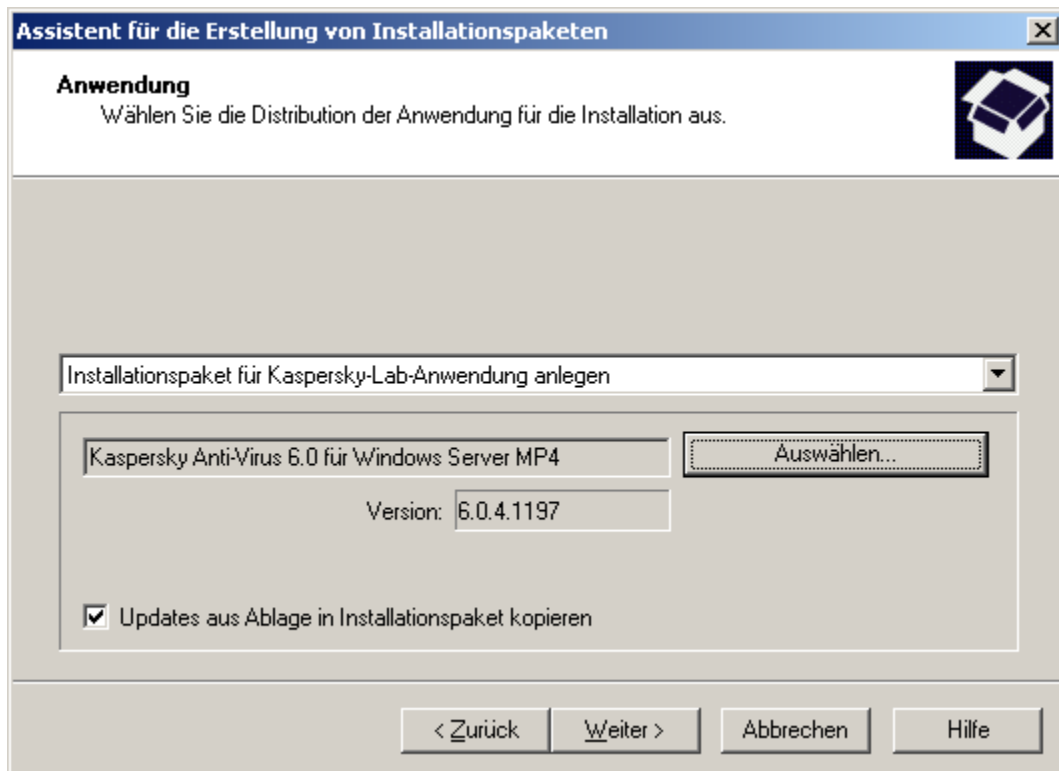 Assistent für die Erstellung von Installationspaketen
Anwendung
Wählen Sie die Distribution der Anwendung für die Installation aus.
Installationspaket für Kaspersky-Lab-Anwendung anlegen
Kaspersky Anti-Virus 6.0 für Windows Server MP4
Auswählen...
Version: 6.0.4.1197
Updates aus Ablage in Installationspaket kopieren
< Zurück Weiter > Abbrechen Hilfe